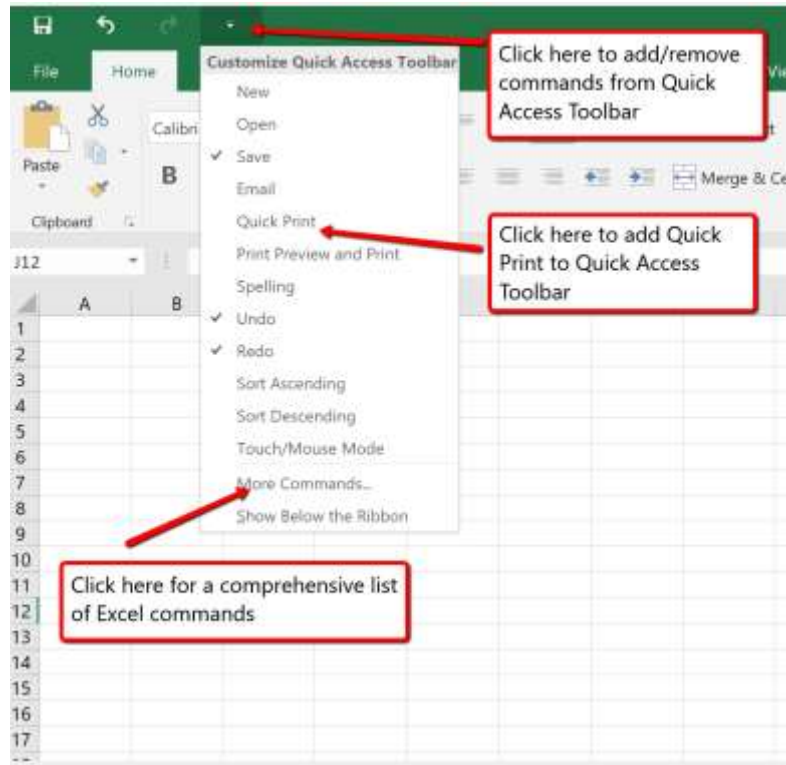 File Home Vie
Customize Quick Access Toolbar
New
Open
Save
Email
Quick Print
Print Preview and Print
Spelling
Undo
Redo
Sort Ascending
Sort Descending
Touch/Mouse Mode
More Commands...
Show Below the Ribbon
Click here to add/remove
commands from Quick
Access Toolbar
Calibri
Paste
B
Merge & Ce
Clipboard
Click here to add Quick
Print to Quick Access
Toolbar
J12
A B
1
2
3
4
5
6
7
8
9
10
11
12
13
14
15
16
17
Click here for a comprehensive list
of Excel commands